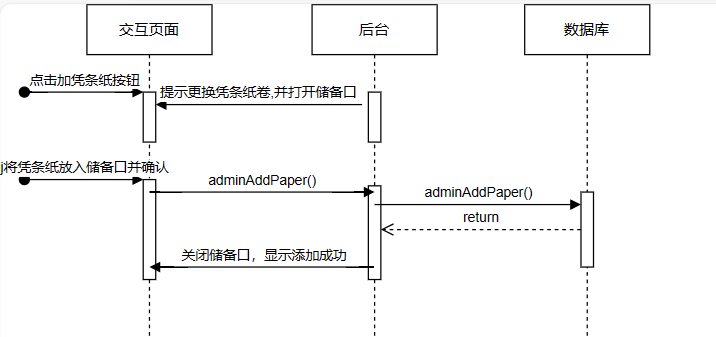 交互页面
后台
数据库
点击加凭条纸按钮
提示更换凭条纸卷,并打开储备口
j将凭条纸放入储备口并确认
adminAddPaper()
adminAddPaper()
return
关闭储备口，显示添加成功